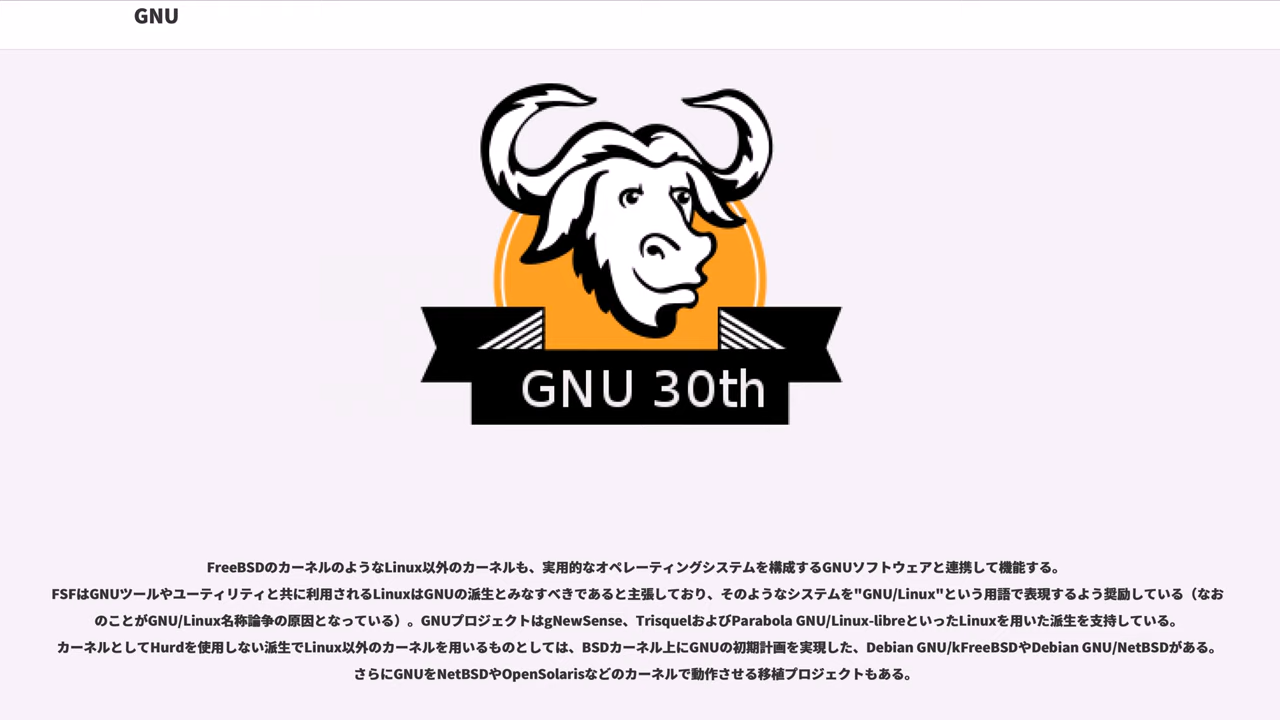 GNU
GNU 30th
FreeBSDのカーネルのようなLinux以外のカーネルも、実用的なオペレーティングシステムを構成するGNUソフトウェアと連携して機能する。
FSFはGNUツールやユーティリティと共に利用されるLinuxはGNUの派生とみなすべきであると主張しており、そのようなシステムを"GNU/Linux"という用語で表現するよう奨励している（なお
のことがGNU/Linux名称論争の原因となっている）。GNUプロジェクトはgNewSense、TrisquelおよびParabola GNU/Linux-libreといったLinuxを用いた派生を支持している。
カーネルとしてHurdを使用しない派生でLinux以外のカーネルを用いるものとしては、BSDカーネル上にGNUの初期計画を実現した、Debian GNU/kFreeBSDやDebian GNU/NetBSDがある。
さらにGNUをNetBSDやOpenSolarisなどのカーネルで動作させる移植プロジェクトもある。